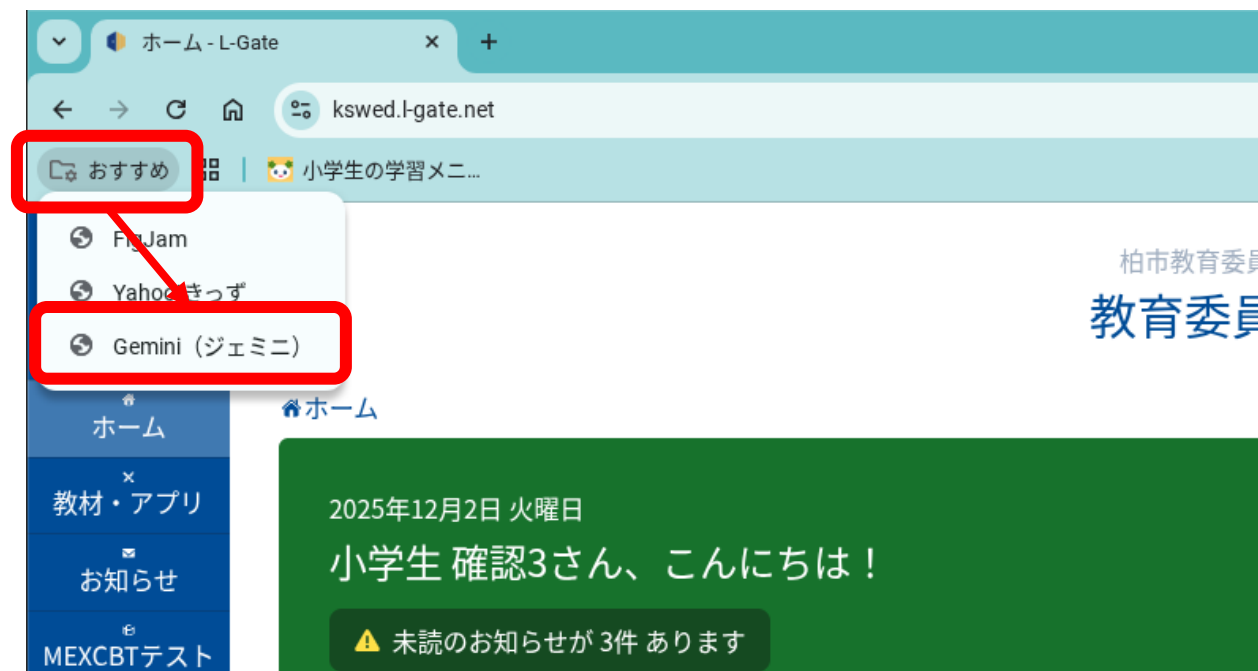 ホーム - L-Gate
kswed.l-gate.net
おすすめ
小学生の学習メニ...
FigJam
Yahoo!きっず
Gemini（ジェミニ）
柏市教育委員
教育委員
ホーム
ホーム
教材・アプリ
お知らせ
MEXCBTテスト
2025年12月2日 火曜日
小学生 確認3さん、こんにちは！
未読のお知らせが 3件 あります